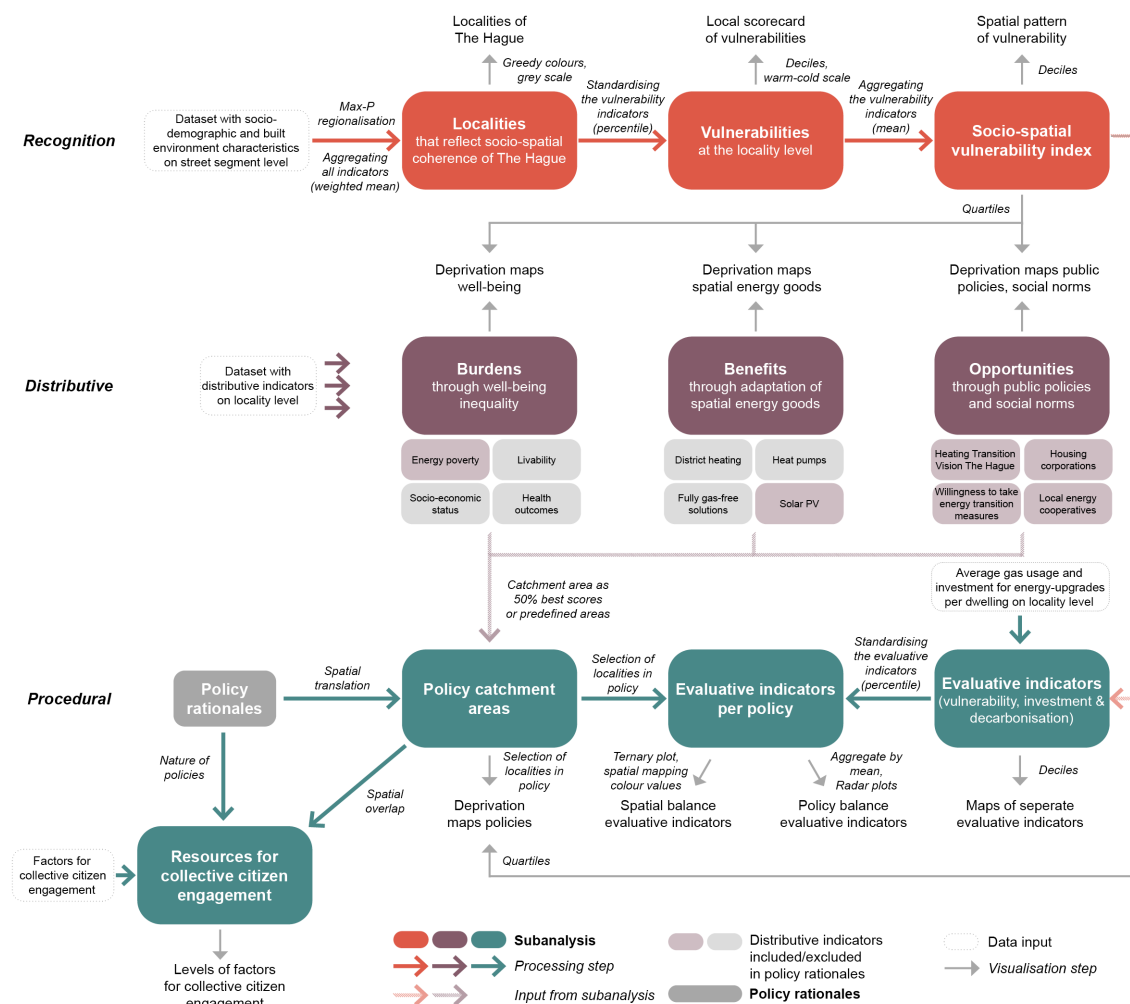 Localities of
The Hague
Local scorecard
of vulnerabilities
Spatial pattern
of vulnerability
Greedy colours,
grey scale
Deciles,
warm-cold scale
Deciles
Recognition
Dataset with socio-
demographic and built
environment characteristics
on street segment level
Max-P
regionalisation
Aggregating
all indicators
(weighted mean)
Localities
that reflect socio-spatial
coherence of The Hague
Standardising
the vulnerability
indicators
(percentile)
Vulnerabilities
at the locality level
Aggregating
the vulnerability
indicators
(mean)
Socio-spatial
vulnerability index
Quartiles
Deprivation maps
well-being
Deprivation maps
spatial energy goods
Deprivation maps public
policies, social norms
Distributive
Dataset with
distributive indicators
on locality level
Burdens
through well-being
inequality
Benefits
through adaptation of
spatial energy goods
Opportunities
through public policies
and social norms
Energy poverty
Livability
Socio-economic
status
Health
outcomes
District heating
Heat pumps
Fully gas-free
solutions
Solar PV
Heating Transition
Vision The Hague
Housing
corporations
Willingness to take
energy transition
measures
Local energy
cooperatives
Catchment area as
50% best scores
or predefined areas
Average gas usage and
investment for energy-upgrades
per dwelling on locality level
Procedural
Policy
rationales
Spatial
translation
Policy catchment
areas
Selection of
localities in
policy
Evaluative indicators
per policy
Standardising
the evaluative
indicators
(percentile)
Evaluative indicators
(vulnerability, investment &
decarbonisation)
Nature of
policies
Spatial
overlap
Selection of
localities in
policy
Ternary plot,
spatial mapping
colour values
Aggregate by
mean,
Radar plots
Deciles
Deprivation
maps policies
Spatial balance
evaluative indicators
Policy balance
evaluative indicators
Maps of seperate
evaluative indicators
Quartiles
Factors for
collective citizen
engagement
Resources for
collective citizen
engagement
Levels of factors
for collective citizen
engagement
Subanalysis
Processing step
Input from subanalysis
Distributive indicators
included/excluded
in policy rationales
Policy rationales
Data input
Visualisation step